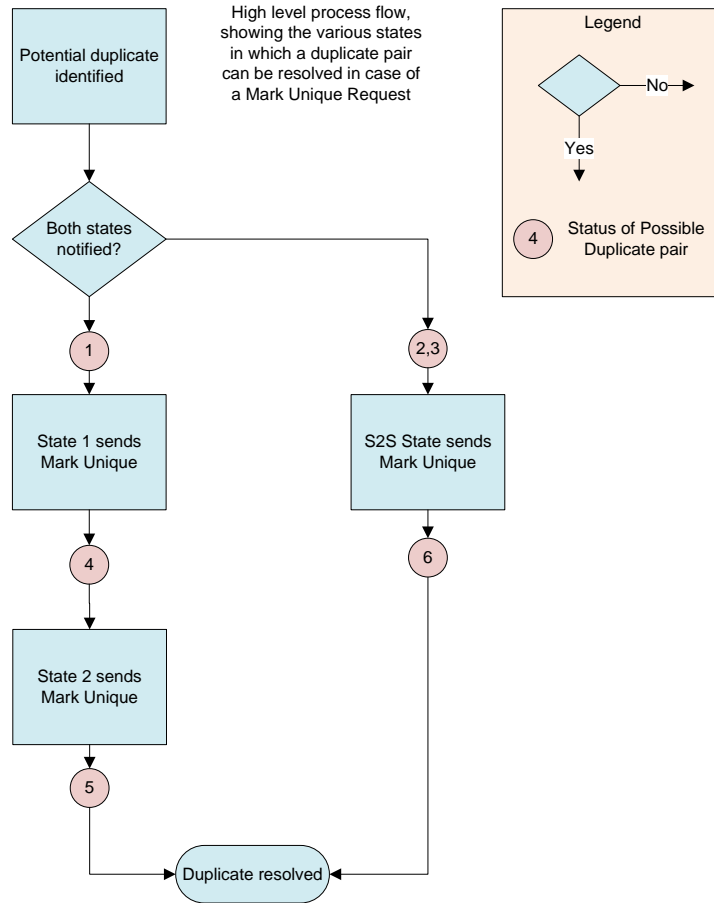 High level process flow,
showing the various states
in which a duplicate pair
can be resolved in case of
a Mark Unique Request
Potential duplicate
identified
Both states
notified?
1
2,3
State 1 sends
Mark Unique
S2S State sends
Mark Unique
4
6
State 2 sends
Mark Unique
5
Duplicate resolved
Legend
No
Yes
4
Status of Possible
Duplicate pair